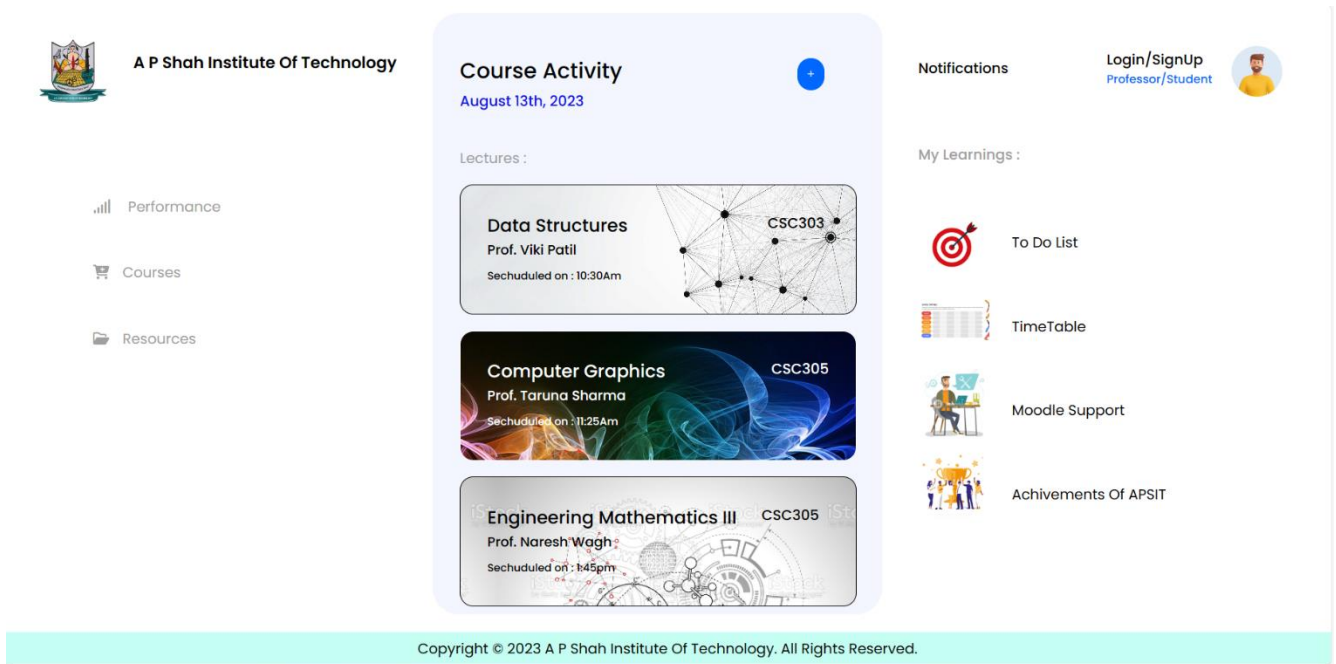 A P Shah Institute Of Technology
Performance
Courses
Resources
Course Activity
+
August 13th, 2023
Lectures :
Data Structures
CSC303
Prof. Viki Patil
Sechuduled on : 10:30Am
Computer Graphics
CSC305
Prof. Taruna Sharma
Sechuduled on : 11:25Am
Engineering Mathematics III
CSC305
Prof. Naresh Wagh
Sechuduled on : 1:45pm
Notifications
Login/SignUp
Professor/Student
My Learnings :
To Do List
TimeTable
Moodle Support
Achivements Of APSIT
Copyright © 2023 A P Shah Institute Of Technology. All Rights Reserved.